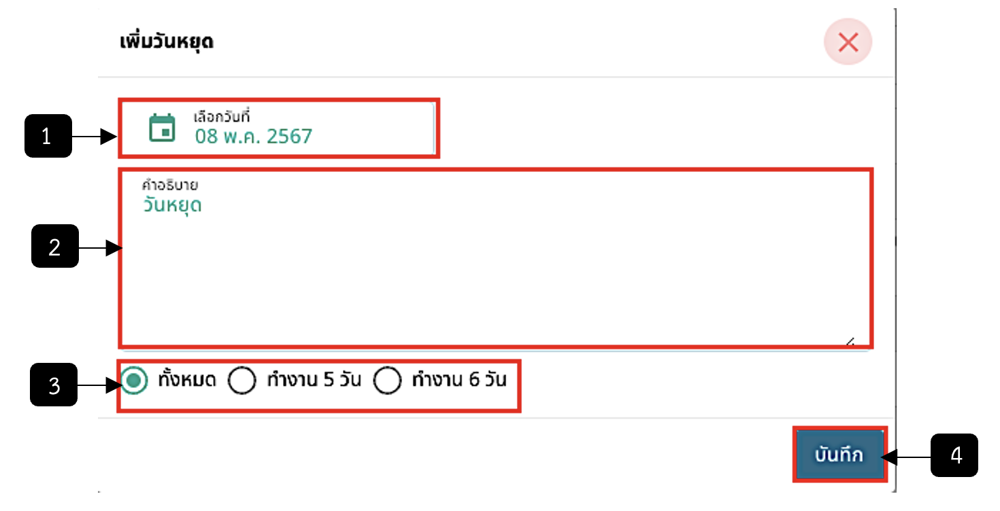 เพิ่มวันหยุด
1
เลือกวันที่
08 พ.ค. 2567
2
คำอธิบาย
วันหยุด
3
ทั้งหมด ทำงาน 5 วัน ทำงาน 6 วัน
บันทึก
4